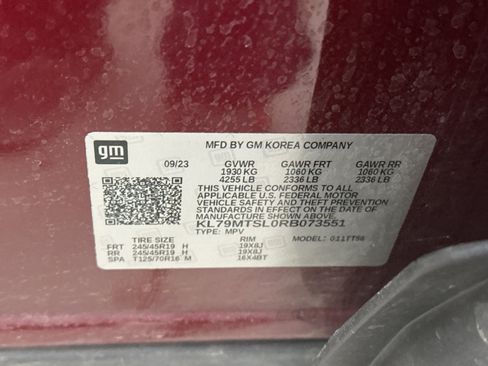 gm
MFD BY GM KOREA COMPANY
09/23 GVWR GAWR FRT GAWR RR
1930 KG 1060 KG 1060 KG
4255 LB 2336 LB 2336 LB
THIS VEHICLE CONFORMS TO ALL
APPLICABLE U.S. FEDERAL MOTOR
VEHICLE SAFETY AND THEFT PREVENTION
STANDARDS IN EFFECT ON THE DATE OF
MANUFACTURE SHOWN ABOVE.
KL79MTSL0RB073551
TYPE: MPV MODEL:
TIRE SIZE RIM
FRT 245/45R19 H 19X8J
RR 245/45R19 H 19X8J
SPA T125/70R16 M 16X4BT